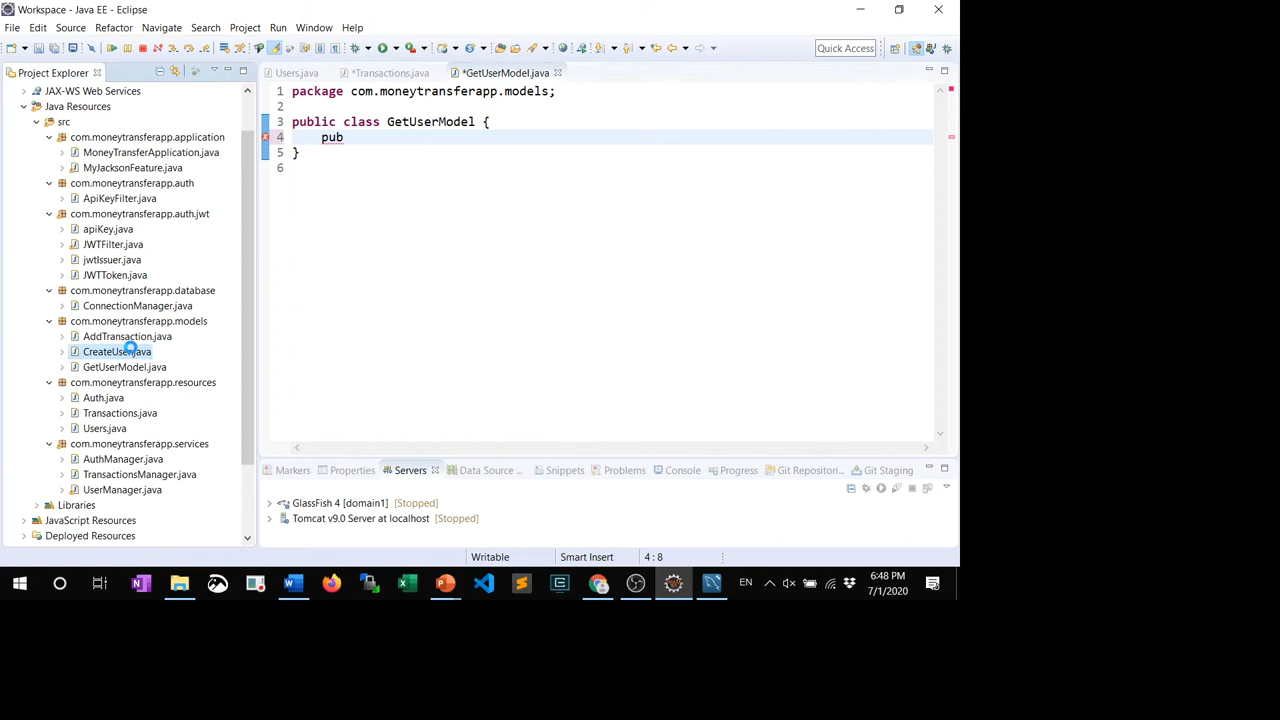 Workspace - Java EE - Eclipse
File Edit Source Refactor Navigate Search Project Run Window Help
Quick Access
Project Explorer
Users.java *Transactions.java *GetUserModel.java
JAX-WS Web Services
Java Resources
src
com.moneytransferapp.application
MoneyTransferApplication.java
MyJacksonFeature.java
com.moneytransferapp.auth
ApiKeyFilter.java
com.moneytransferapp.auth.jwt
apiKey.java
JWTFilter.java
jwtIssuer.java
JWTToken.java
com.moneytransferapp.database
ConnectionManager.java
com.moneytransferapp.models
AddTransaction.java
CreateUser.java
GetUserModel.java
com.moneytransferapp.resources
Auth.java
Transactions.java
Users.java
com.moneytransferapp.services
AuthManager.java
TransactionsManager.java
UserManager.java
Libraries
JavaScript Resources
Deployed Resources
1 package com.moneytransferapp.models;
2
3 public class GetUserModel {
4 pub
5 }
6
Markers Properties Servers Data Source ... Snippets Problems Console Progress Git Repositori... Git Staging
GlassFish 4 [domain1] [Stopped]
Tomcat v9.0 Server at localhost [Stopped]
Writable Smart Insert 4 : 8
EN 6:48 PM
7/1/2020